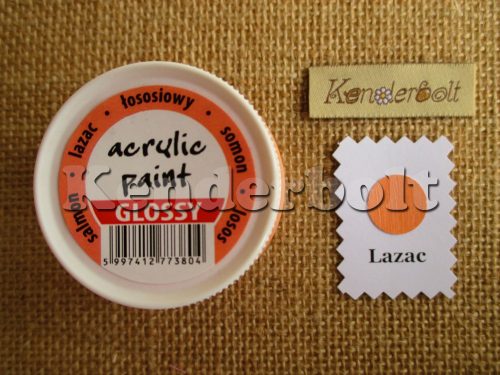 salmon • lazac • łososiowy • somon • losos
acrylic
paint
GLOSSY
5 997412 773804
Kenderbolt
Lazac
Kenderbolt